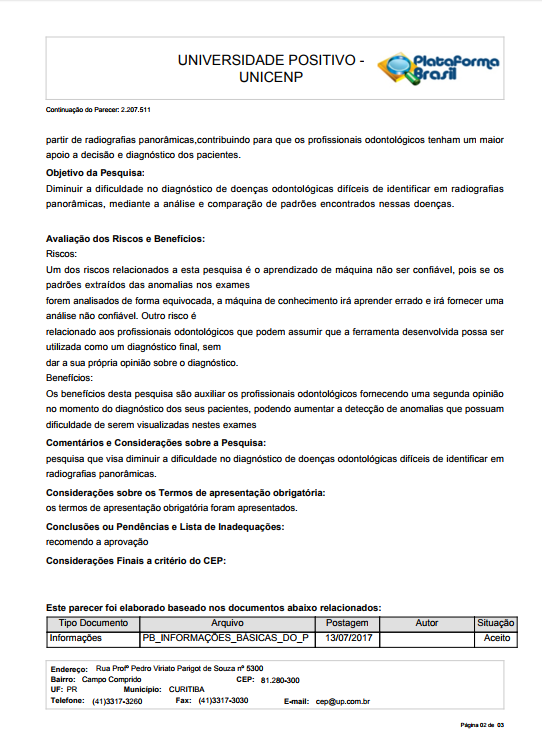 UNIVERSIDADE POSITIVO -
UNICENP
Plataforma
Brasil
Continuação do Parecer: 2.207.511
partir de radiografias panorâmicas,contribuindo para que os profissionais odontológicos tenham um maior
apoio a decisão e diagnóstico dos pacientes.
Objetivo da Pesquisa:
Diminuir a dificuldade no diagnóstico de doenças odontológicas difíceis de identificar em radiografias
panorâmicas, mediante a análise e comparação de padrões encontrados nessas doenças.
Avaliação dos Riscos e Benefícios:
Riscos:
Um dos riscos relacionados a esta pesquisa é o aprendizado de máquina não ser confiável, pois se os
padrões extraídos das anomalias nos exames
forem analisados de forma equivocada, a máquina de conhecimento irá aprender errado e irá fornecer uma
análise não confiável. Outro risco é
relacionado aos profissionais odontológicos que podem assumir que a ferramenta desenvolvida possa ser
utilizada como um diagnóstico final, sem
dar a sua própria opinião sobre o diagnóstico.
Benefícios:
Os benefícios desta pesquisa são auxiliar os profissionais odontológicos fornecendo uma segunda opinião
no momento do diagnóstico dos seus pacientes, podendo aumentar a detecção de anomalias que possuam
dificuldade de serem visualizadas nestes exames
Comentários e Considerações sobre a Pesquisa:
pesquisa que visa diminuir a dificuldade no diagnóstico de doenças odontológicas difíceis de identificar em
radiografias panorâmicas.
Considerações sobre os Termos de apresentação obrigatória:
os termos de apresentação obrigatória foram apresentados.
Conclusões ou Pendências e Lista de Inadequações:
recomendo a aprovação
Considerações Finais a critério do CEP:
Este parecer foi elaborado baseado nos documentos abaixo relacionados:
Tipo Documento Arquivo Postagem Autor Situação
Informações PB_INFORMAÇÕES_BÁSICAS_DO_P 13/07/2017 Aceito
Endereço: Rua Profº Pedro Viriato Parigot de Souza nº 5300
Bairro: Campo Comprido CEP: 81.280-300
UF: PR Município: CURITIBA
Telefone: (41)3317-3260 Fax: (41)3317-3030 E-mail: cep@up.com.br
Página 02 de 03